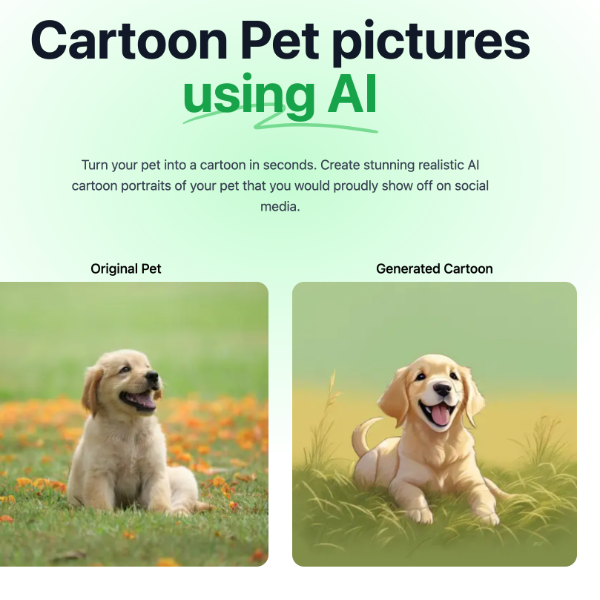 Cartoon Pet pictures
using AI
Turn your pet into a cartoon in seconds. Create stunning realistic AI
cartoon portraits of your pet that you would proudly show off on social
media.
Original Pet
Generated Cartoon